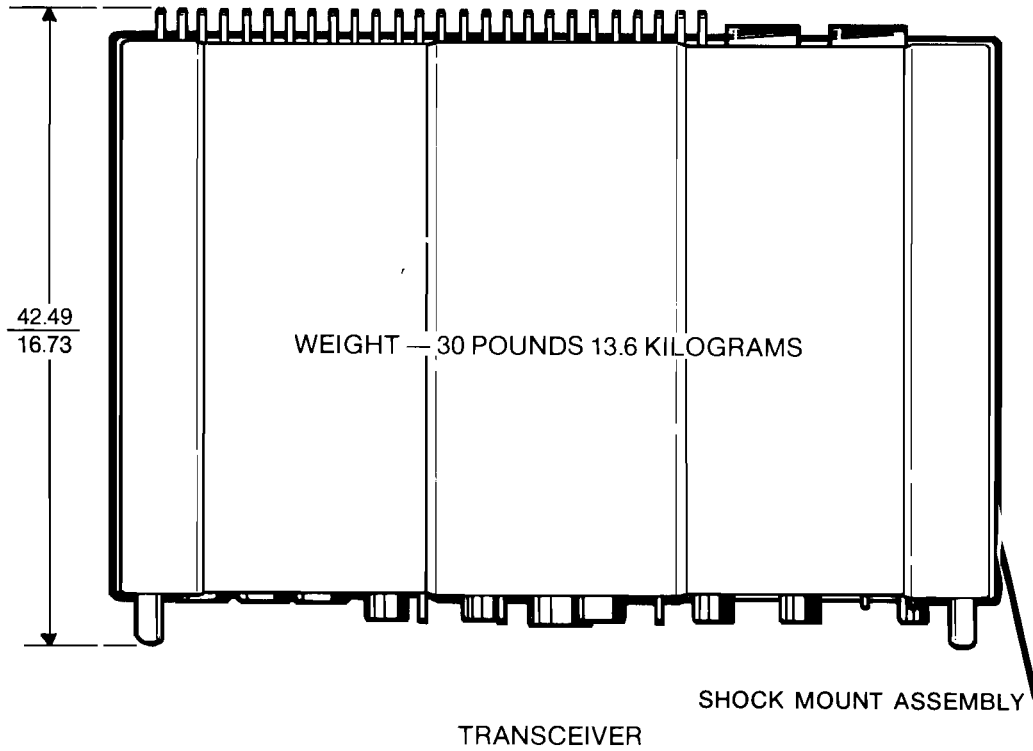 42.49
16.73
WEIGHT — 30 POUNDS 13.6 KILOGRAMS
SHOCK MOUNT ASSEMBLY
TRANSCEIVER